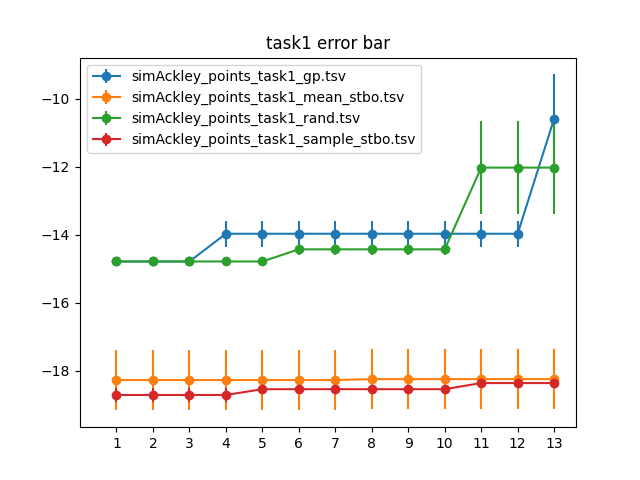 task1 error bar
simAckley_points_task1_gp.tsv
simAckley_points_task1_mean_stbo.tsv
simAckley_points_task1_rand.tsv
simAckley_points_task1_sample_stbo.tsv
−10
−12
−14
−16
−18
1 2 3 4 5 6 7 8 9 10 11 12 13